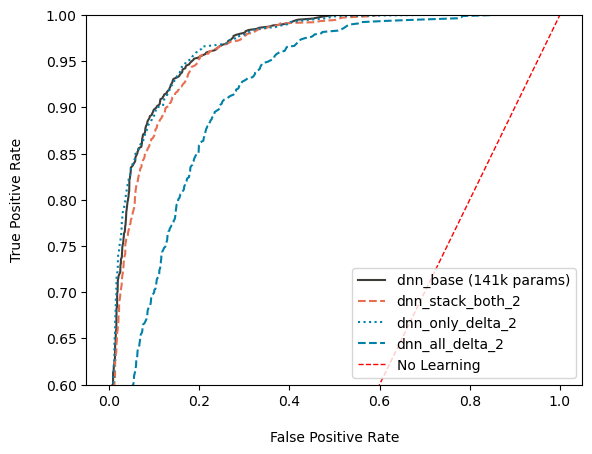 1.00
0.95
0.90
0.85
0.80
0.75
0.70
0.65
0.60
True Positive Rate
dnn_base (141k params)
dnn_stack_both_2
dnn_only_delta_2
dnn_all_delta_2
No Learning
0.0 0.2 0.4 0.6 0.8 1.0
False Positive Rate